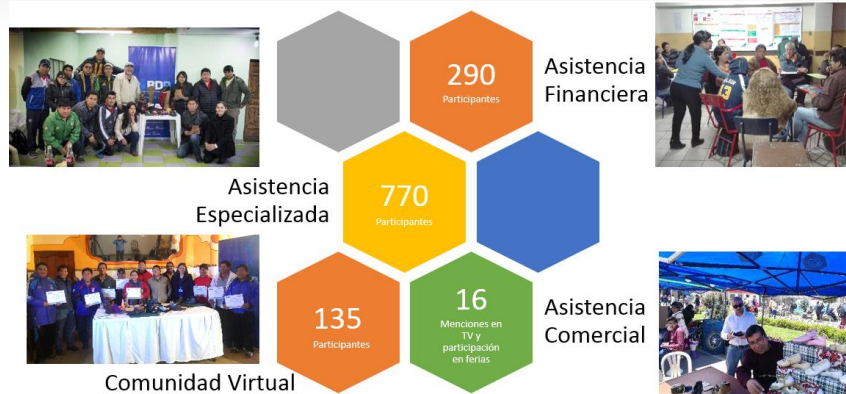 290
Participantes
Asistencia
Financiera
Asistencia
Especializada
770
Participantes
135
Participantes
16
Menciones en
TV y
participación
en ferias
Asistencia
Comercial
Comunidad Virtual